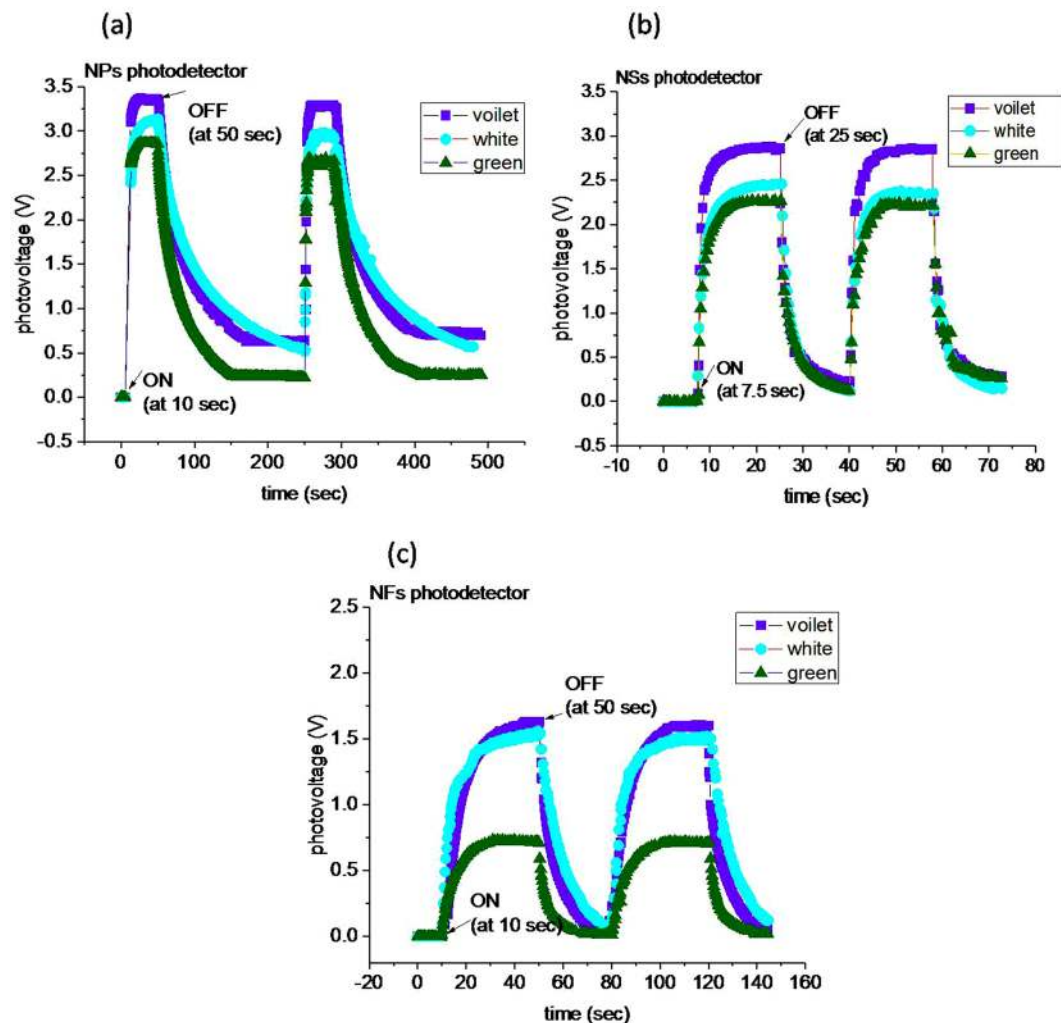 (a)
NPs photodetector
3.5
3.0
2.5
2.0
1.5
1.0
0.5
0.0
-0.5
photovoltage (V)
OFF
(at 50 sec)
ON
(at 10 sec)
voilet
white
green
0 100 200 300 400 500
time (sec)
(b)
NSs photodetector
3.5
3.0
2.5
2.0
1.5
1.0
0.5
0.0
-0.5
photovoltage (V)
OFF
(at 25 sec)
ON
(at 7.5 sec)
voilet
white
green
-10 0 10 20 30 40 50 60 70 80
time (sec)
(c)
NFs photodetector
2.5
2.0
1.5
1.0
0.5
0.0
photovoltage (V)
OFF
(at 50 sec)
ON
(at 10 sec)
voilet
white
green
-20 0 20 40 60 80 100 120 140 160
time (sec)